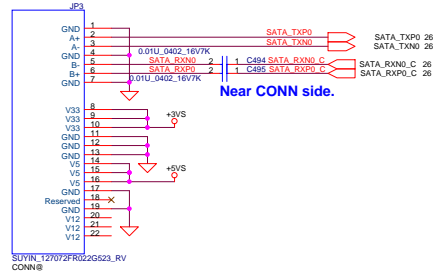 JP3
GND 1
A+ 2 SATA_TXP0 SATA_TXP0 26
A- 3 SATA_TXN0 SATA_TXN0 26
GND 4 0.01U_0402_16V7K
B- 5 SATA_RXN0 2 1 C494 SATA_RXN0_C SATA_RXN0_C 26
B+ 6 SATA_RXP0 2 1 C495 SATA_RXP0_C SATA_RXP0_C 26
GND 7 0.01U_0402_16V7K
Near CONN side.
V33 8
V33 9 +3VS
V33 10
GND 11
GND 12
GND 13
V5 14
V5 15 +5VS
V5 16
GND 17
Reserved 18
GND 19
V12 20
V12 21
V12 22
SUYIN_127072FR022G523_RV
CONN@